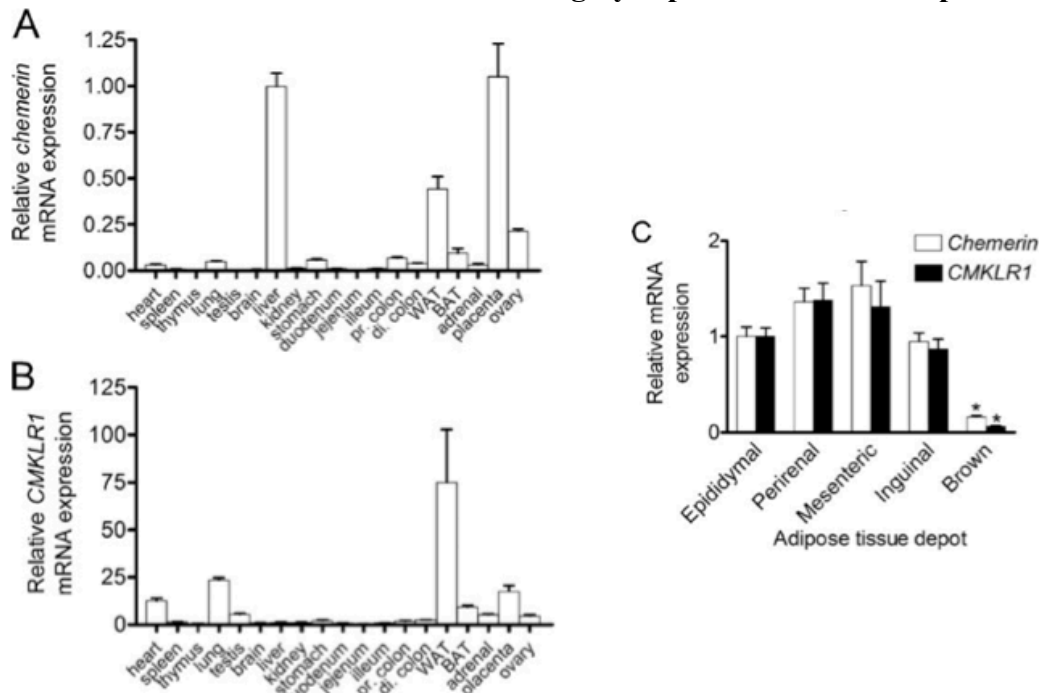 A
Relative chemerin
mRNA expression
1.25
1.00
0.75
0.50
0.25
0.00
heart
spleen
thymus
lung
testis
brain
liver
kidney
stomach
duodenum
jejenum
illeum
pr. colon
di. colon
WAT
BAT
adrenal
placenta
ovary
B
Relative CMKLR1
mRNA expression
125
100
75
50
25
0
heart
spleen
thymus
lung
testis
brain
liver
kidney
stomach
jejenum
illeum
pr. colon
di. colon
WAT
BAT
adrenal
placenta
ovary
C
Relative mRNA
expression
2
1
0
Chemerin
CMKLR1
* *
Epididymal
Perirenal
Mesenteric
Inguinal
Brown
Adipose tissue depot